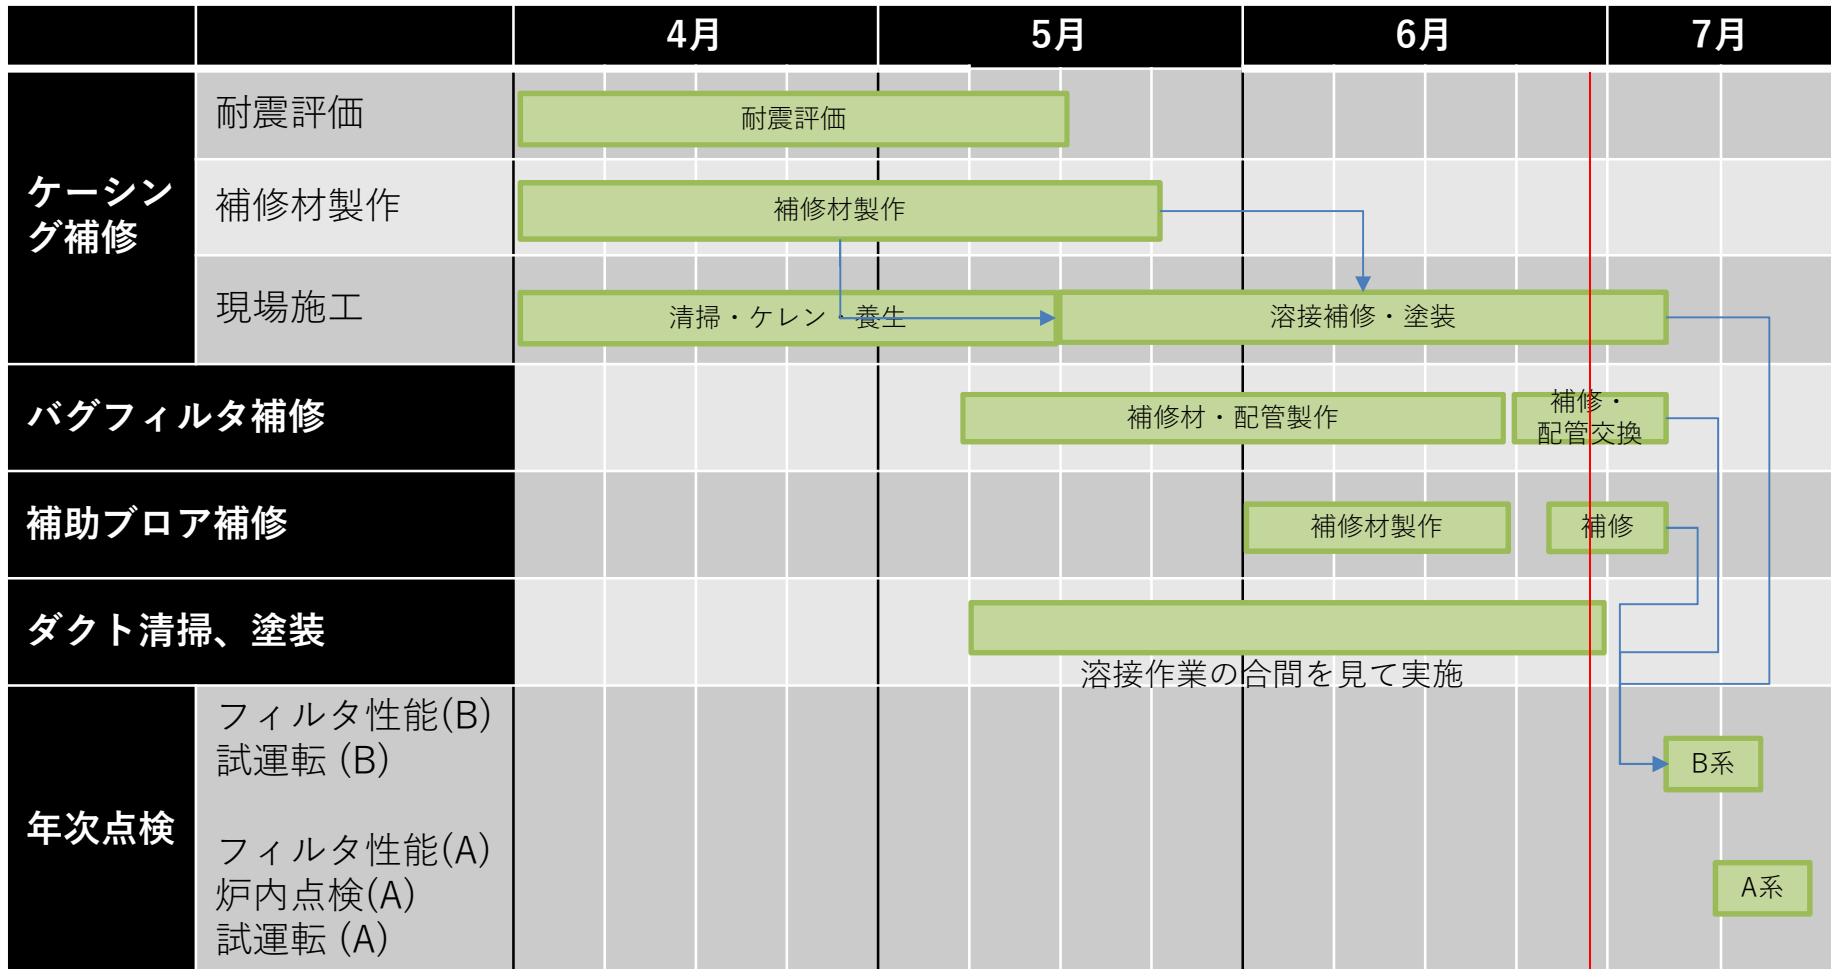 4月 5月 6月 7月
ケーシン
グ補修
耐震評価
耐震評価
補修材製作
補修材製作
現場施工
清掃・ケレン・養生
溶接補修・塗装
バグフィルタ補修
補修材・配管製作
補修・
配管交換
補助ブロア補修
補修材製作
補修
ダクト清掃、塗装
溶接作業の合間を見て実施
年次点検
フィルタ性能(B)
試運転 (B)
B系
フィルタ性能(A)
炉内点検(A)
試運転 (A)
A系